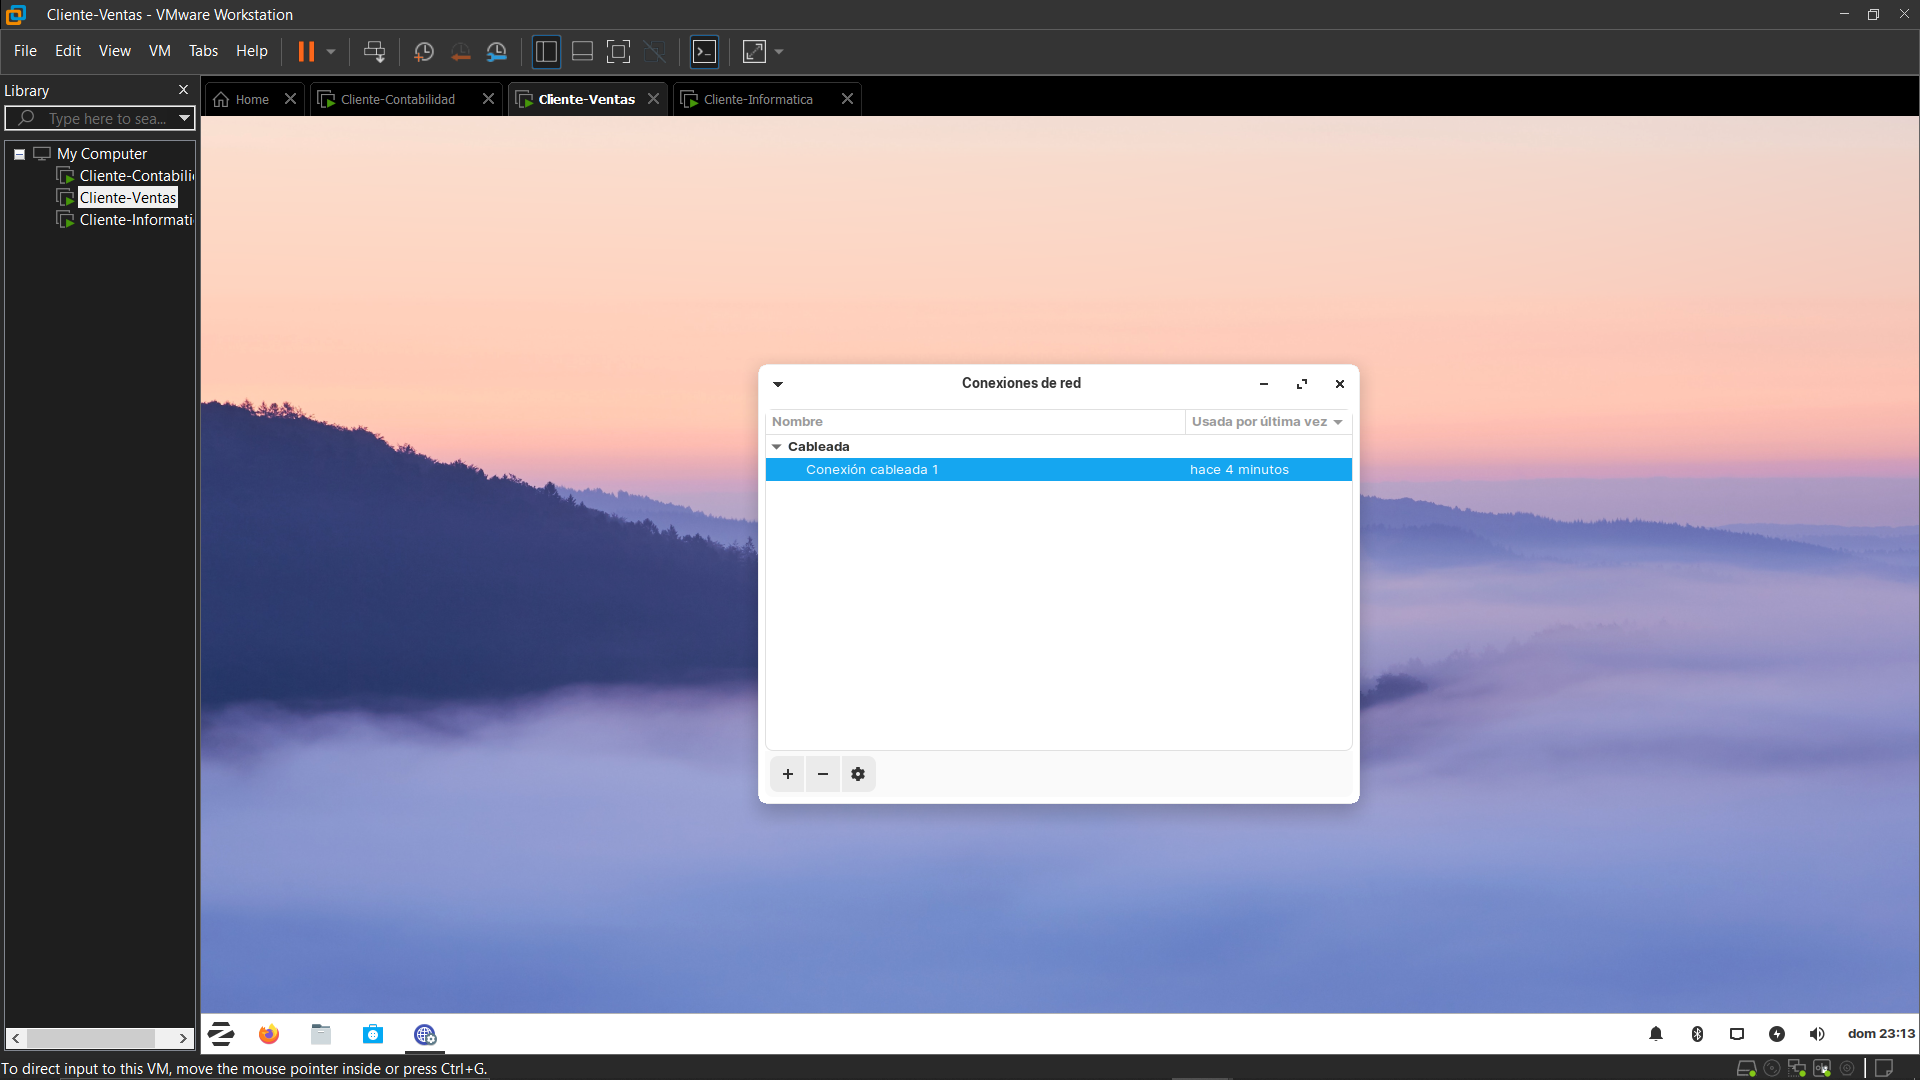 Cliente-Ventas - VMware Workstation
File Edit View VM Tabs Help
Library
Type here to sea...
My Computer
Cliente-Contabili
Cliente-Ventas
Cliente-Informati
Home
Cliente-Contabilidad
Cliente-Ventas
Cliente-Informatica
Conexiones de red
Nombre Usada por última vez
Cableada
Conexión cableada 1 hace 4 minutos
dom 23:13
To direct input to this VM, move the mouse pointer inside or press Ctrl+G.